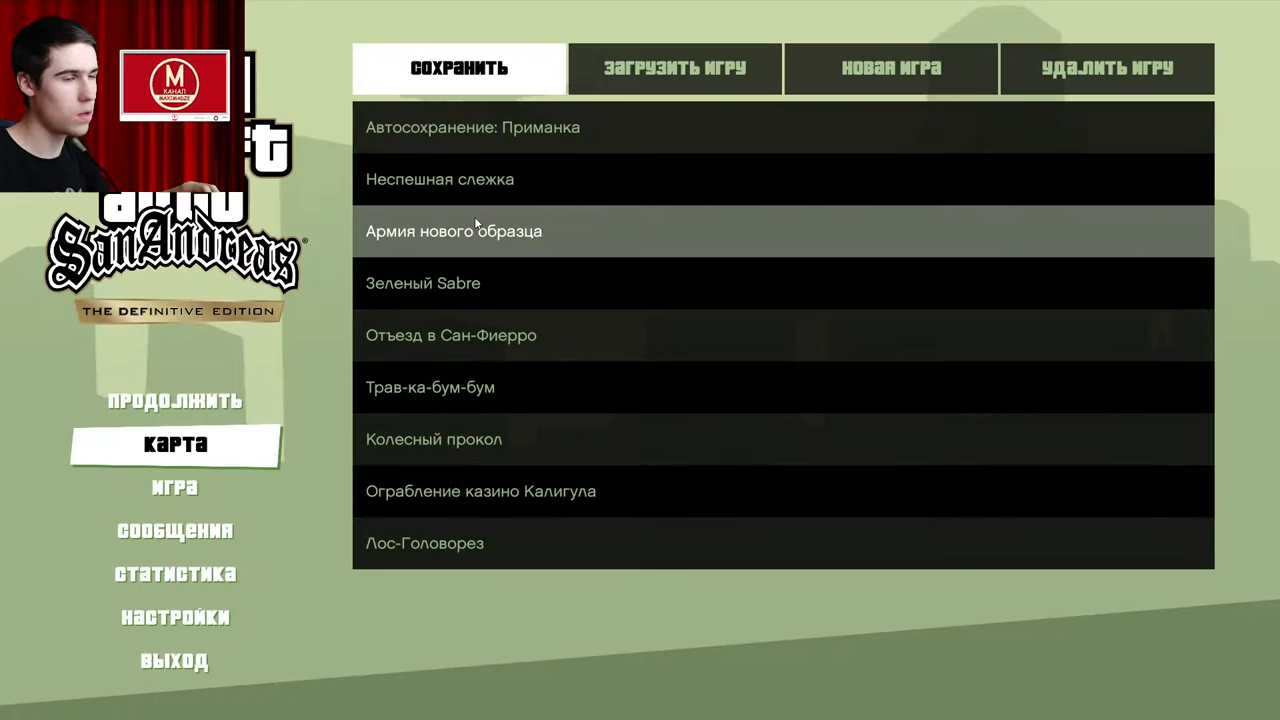 М
КАНАЛ
MAXIMADZE
San Andreas
THE DEFINITIVE EDITION
ПРОДОЛЖИТЬ
КАРТА
ИГРА
СООБЩЕНИЯ
СТАТИСТИКА
НАСТРОЙКИ
ВЫХОД
СОХРАНИТЬ
ЗАГРУЗИТЬ ИГРУ
НОВАЯ ИГРА
УДАЛИТЬ ИГРУ
Автосохранение: Приманка
Неспешная слежка
Армия нового образца
Зеленый Sabre
Отъезд в Сан-Фиерро
Трав-ка-бум-бум
Колесный прокол
Ограбление казино Калигула
Лос-Головорез